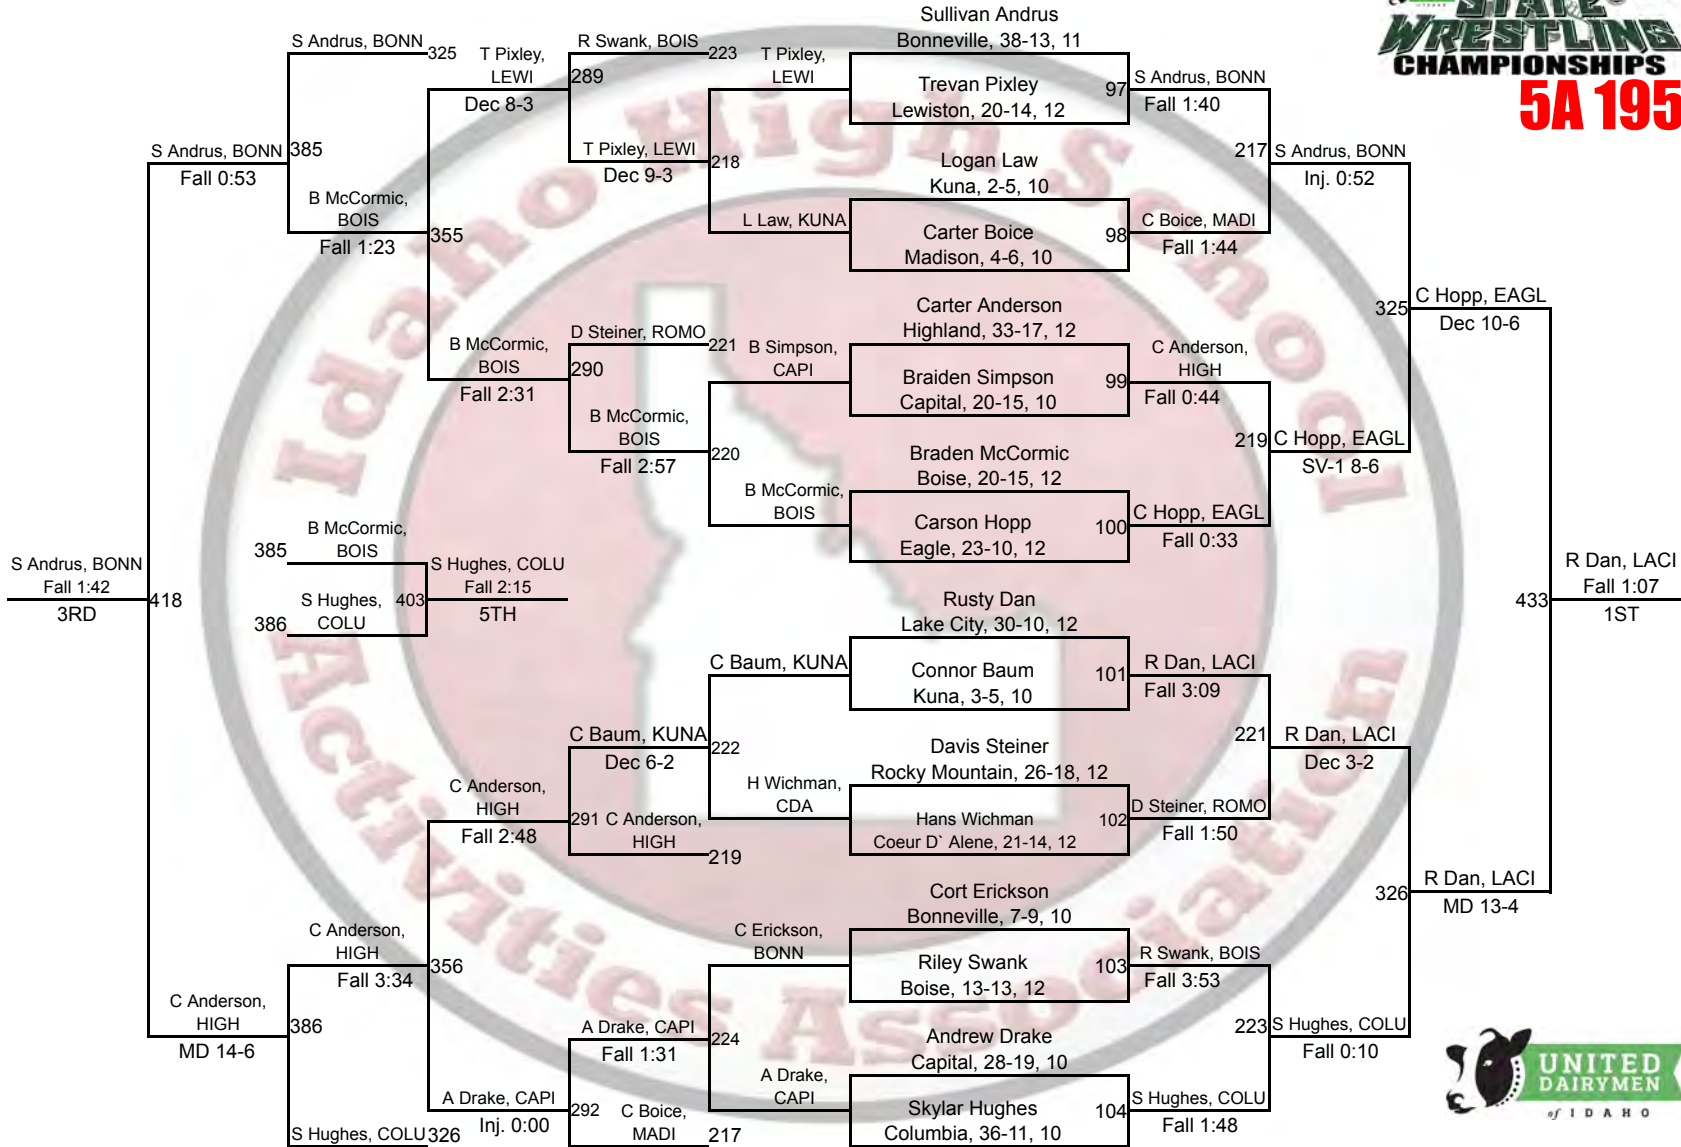 STATE
WRESTLING
CHAMPIONSHIPS
5A 195
Idaho High School
Activities Association
S Andrus, BONN
325
T Pixley,
LEWI
Dec 8-3
R Swank, BOIS
223
289
T Pixley, LEWI
Dec 9-3
218
T Pixley,
LEWI
Sullivan Andrus
Bonneville, 38-13, 11
Trevan Pixley
Lewiston, 20-14, 12
97
S Andrus, BONN
Fall 1:40
S Andrus, BONN
Fall 0:53
385
B McCormic,
BOIS
Fall 1:23
355
L Law, KUNA
Logan Law
Kuna, 2-5, 10
Carter Boice
Madison, 4-6, 10
98
C Boice, MADI
Fall 1:44
217
S Andrus, BONN
Inj. 0:52
B McCormic,
BOIS
Fall 2:31
D Steiner, ROMO
221
290
B McCormic,
BOIS
Fall 2:57
220
B Simpson,
CAPI
Carter Anderson
Highland, 33-17, 12
Braiden Simpson
Capital, 20-15, 10
99
C Anderson,
HIGH
Fall 0:44
325
C Hopp, EAGL
Dec 10-6
B McCormic,
BOIS
Braden McCormic
Boise, 20-15, 12
Carson Hopp
Eagle, 23-10, 12
100
C Hopp, EAGL
Fall 0:33
219
C Hopp, EAGL
SV-1 8-6
S Andrus, BONN
Fall 1:42
3RD
418
385
B McCormic,
BOIS
386
S Hughes,
COLU
403
S Hughes, COLU
Fall 2:15
5TH
433
R Dan, LACI
Fall 1:07
1ST
C Baum, KUNA
Rusty Dan
Lake City, 30-10, 12
Connor Baum
Kuna, 3-5, 10
101
R Dan, LACI
Fall 3:09
C Baum, KUNA
Dec 6-2
222
H Wichman,
CDA
Davis Steiner
Rocky Mountain, 26-18, 12
Hans Wichman
Coeur D` Alene, 21-14, 12
102
D Steiner, ROMO
Fall 1:50
221
R Dan, LACI
Dec 3-2
C Anderson,
HIGH
Fall 2:48
291
C Anderson,
HIGH
219
326
R Dan, LACI
MD 13-4
C Anderson,
HIGH
Fall 3:34
356
C Erickson,
BONN
Cort Erickson
Bonneville, 7-9, 10
Riley Swank
Boise, 13-13, 12
103
R Swank, BOIS
Fall 3:53
C Anderson,
HIGH
MD 14-6
386
A Drake, CAPI
Fall 1:31
224
A Drake,
CAPI
Andrew Drake
Capital, 28-19, 10
Skylar Hughes
Columbia, 36-11, 10
104
S Hughes, COLU
Fall 1:48
223
S Hughes, COLU
Fall 0:10
S Hughes, COLU
326
A Drake, CAPI
Inj. 0:00
292
C Boice,
MADI
217
UNITED
DAIRYMEN
of IDAHO